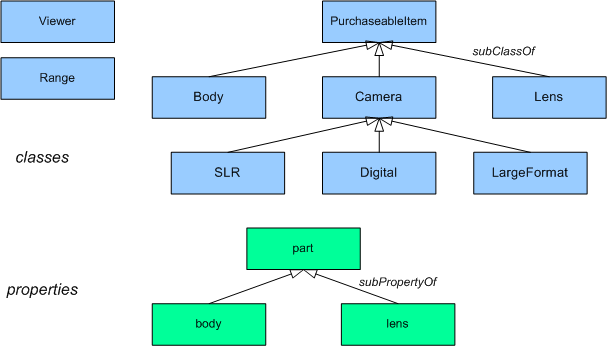 Viewer
PurchaseableItem
subClassOf
Range
Body
Camera
Lens
classes
SLR
Digital
LargeFormat
part
properties
subPropertyOf
body
lens